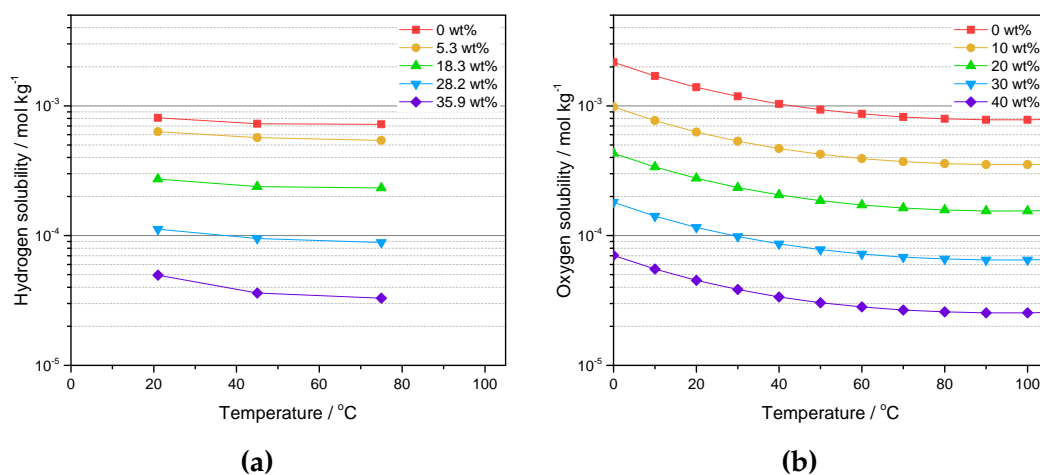 0 wt%
5.3 wt%
18.3 wt%
28.2 wt%
35.9 wt%
10⁻³
10⁻⁴
10⁻⁵
Hydrogen solubility / mol kg⁻¹
0 20 40 60 80 100
Temperature / °C
(a)
0 wt%
10 wt%
20 wt%
30 wt%
40 wt%
10⁻³
10⁻⁴
10⁻⁵
Oxygen solubility / mol kg⁻¹
0 20 40 60 80 100
Temperature / °C
(b)